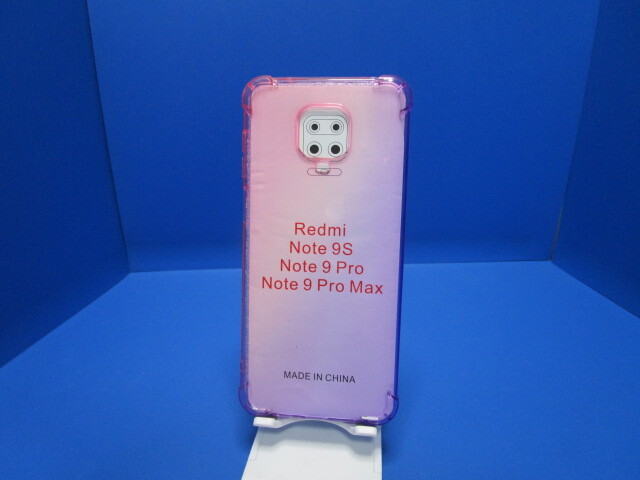 Redmi
Note 9S
Note 9 Pro
Note 9 Pro Max
MADE IN CHINA